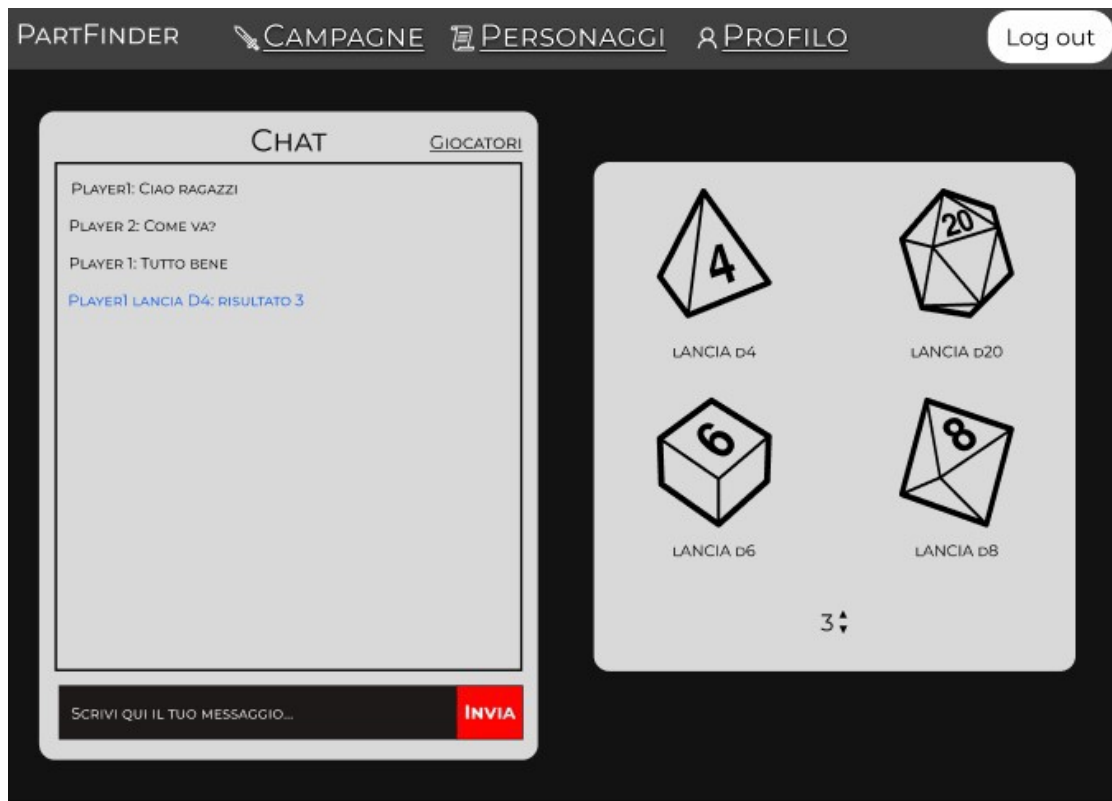 PartFinder
Campagne
Personaggi
Profilo
Log out
Chat
Giocatori
Player1: Ciao ragazzi
Player 2: Come va?
Player 1: Tutto bene
Player1 lancia D4: risultato 3
Scrivi qui il tuo messaggio...
Invia
4
20
lANCIA d4
lANCIA d20
6
8
lANCIA d6
lANCIA d8
3